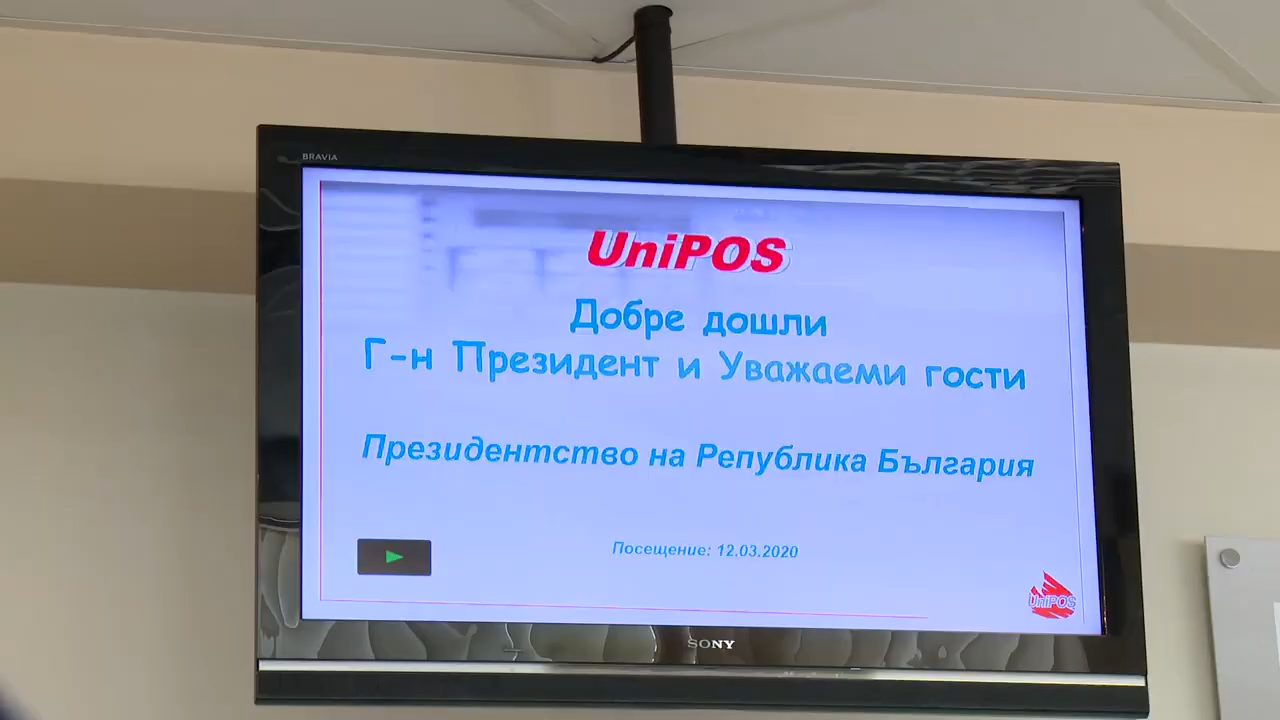 BRAVIA
UniPOS
Добре дошли
Г-н Президент и Уважаеми гости
Президентство на Република България
Посещение: 12.03.2020
UniPOS
SONY